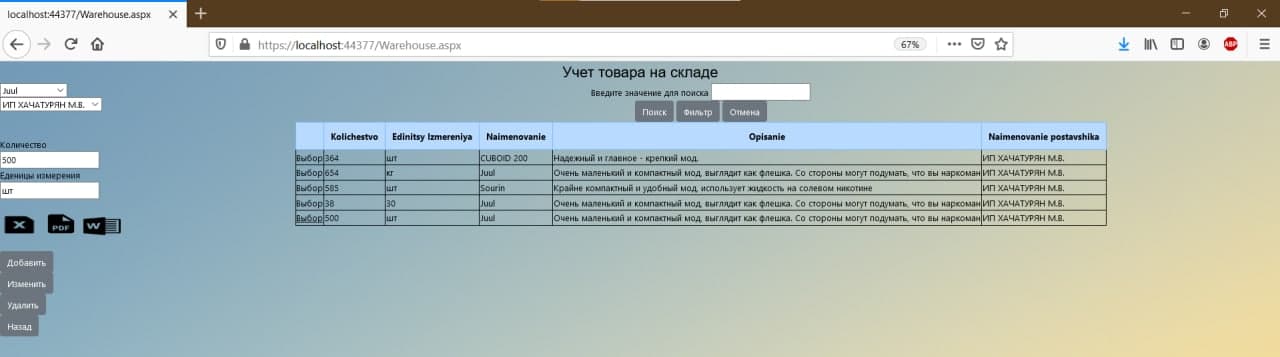 localhost:44377/Warehouse.aspx
https://localhost:44377/Warehouse.aspx
67%
ABP
Учет товара на складе
Введите значение для поиска
Поиск Фильтр Отмена
Juul
ИП ХАЧАТУРЯН М.В.
Количество
500
Еденицы измерения
шт
X PDF W
Добавить
Изменить
Удалить
Назад
Kolichestvo Edinitsy Izmereniya Naimenovanie Opisanie Naimenovanie postavshika
Выбор 364 шт CUBOID 200 Надежный и главное - крепкий мод. ИП ХАЧАТУРЯН М.В.
Выбор 654 кг Juul Очень маленький и компактный мод, выглядит как флешка. Со стороны могут подумать, что вы наркоман ИП ХАЧАТУРЯН М.В.
Выбор 585 шт Sourin Крайне компактный и удобный мод, использует жидкость на солевом никотине ИП ХАЧАТУРЯН М.В.
Выбор 38 30 Juul Очень маленький и компактный мод, выглядит как флешка. Со стороны могут подумать, что вы наркоман ИП ХАЧАТУРЯН М.В.
Выбор 500 шт Juul Очень маленький и компактный мод, выглядит как флешка. Со стороны могут подумать, что вы наркоман ИП ХАЧАТУРЯН М.В.